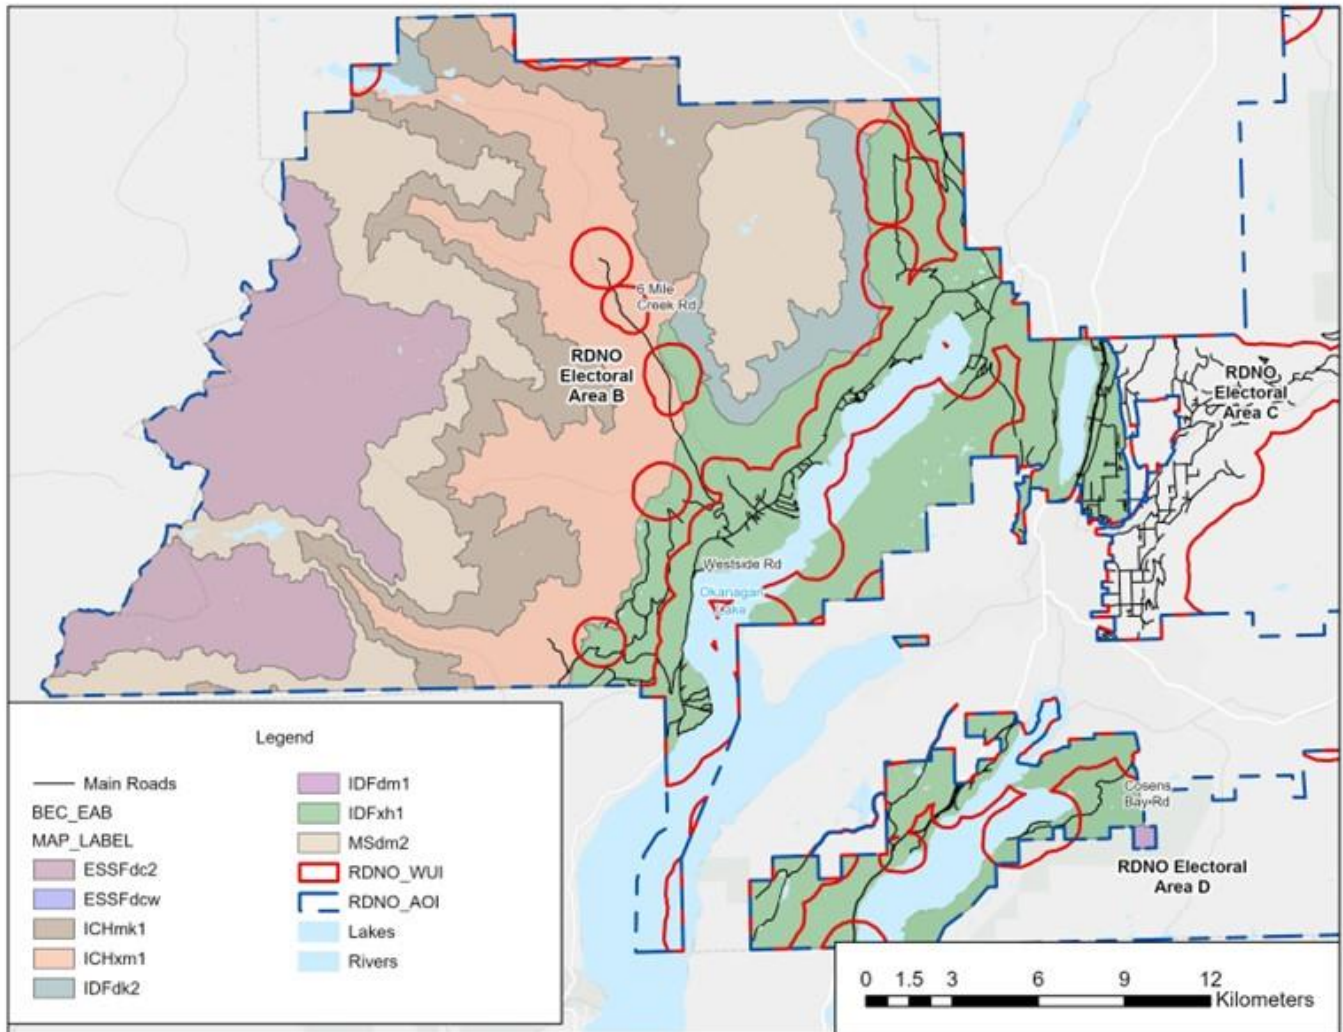 6 Mile
Creek Rd
RDNO
Electoral
Area B
RDNO
Electoral
Area C
Westside Rd
Okanagan
Lake
Cosens
Bay Rd
RDNO Electoral
Area D
Legend
Main Roads
BEC_EAB
MAP_LABEL
ESSFdc2
ESSFdcw
ICHmk1
ICHxm1
IDFdk2
IDFdm1
IDFxh1
MSdm2
RDNO_WUI
RDNO_AOI
Lakes
Rivers
0 1.5 3 6 9 12
Kilometers